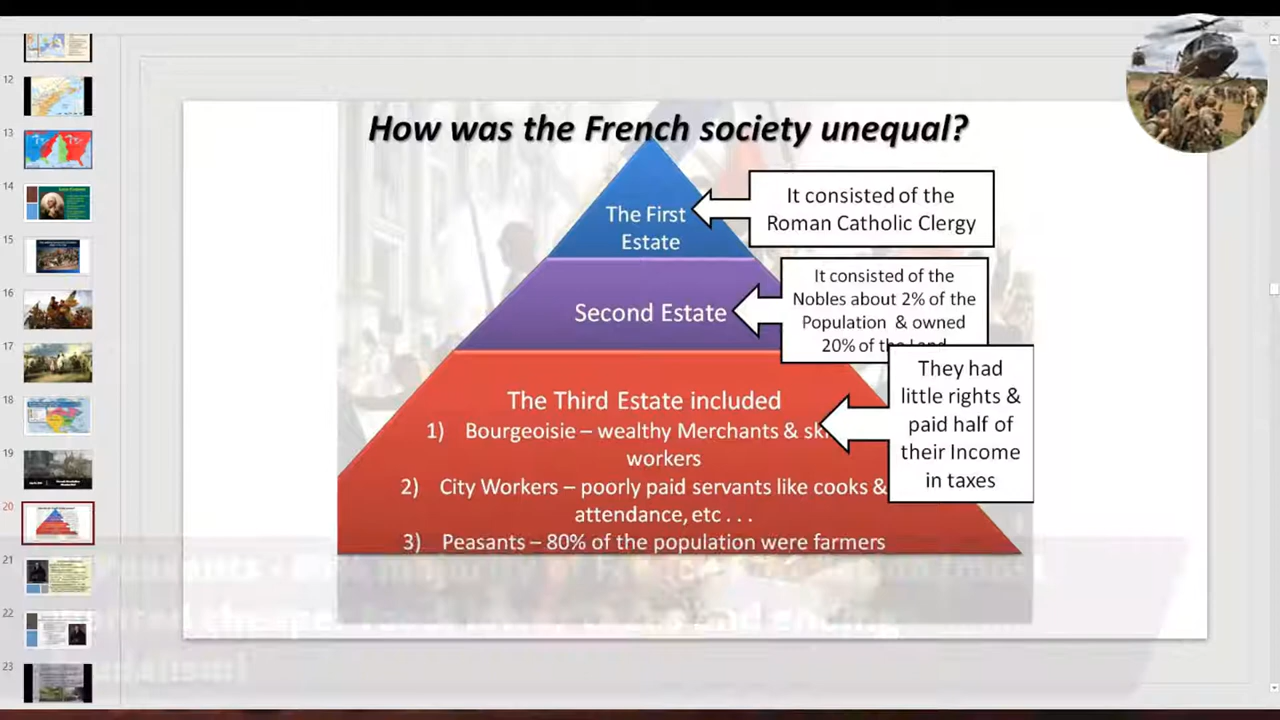 How was the French society unequal?
The First
Estate
It consisted of the
Roman Catholic Clergy
Second Estate
It consisted of the
Nobles about 2% of the
Population & owned
20% of the Land
The Third Estate included
1) Bourgeoisie – wealthy Merchants &
workers
2) City Workers – poorly paid servants like cooks &
attendance, etc . . .
3) Peasants – 80% of the population were farmers
They had
little rights &
paid half of
their Income
in taxes
12
13
14
15
16
17
18
19
20
21
22
23